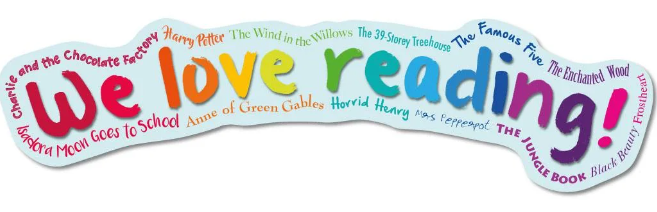 Charlie and the Chocolate Factory
Harry Potter
The Wind in the Willows
The 39-Storey Treehouse
The Famous Five
The Enchanted Wood
We love reading!
Isadora Moon Goes to School
Anne of Green Gables
Horrid Henry
Mrs Pepperpot
THE JUNGLE BOOK
Black Beauty
Frostheart